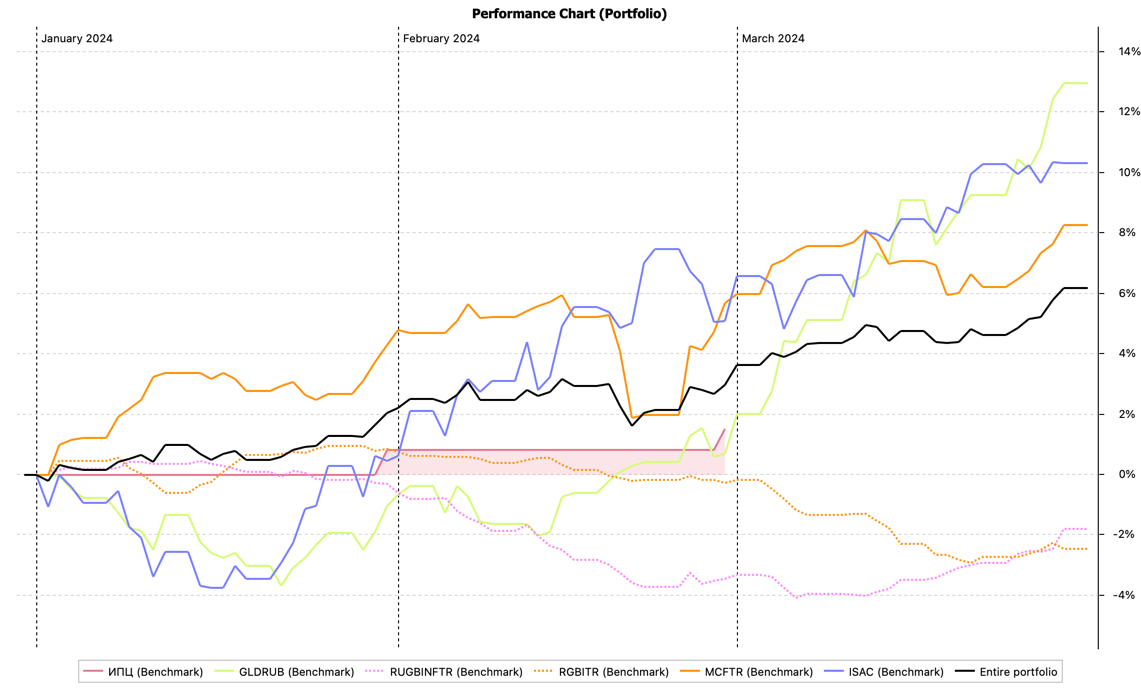 Performance Chart (Portfolio)
January 2024
February 2024
March 2024
14%
12%
10%
8%
6%
4%
2%
0%
-2%
-4%
ИПЦ (Benchmark) GLDRUB (Benchmark) RUGBINFTR (Benchmark) RGBITR (Benchmark) MCFTR (Benchmark) ISAC (Benchmark) Entire portfolio